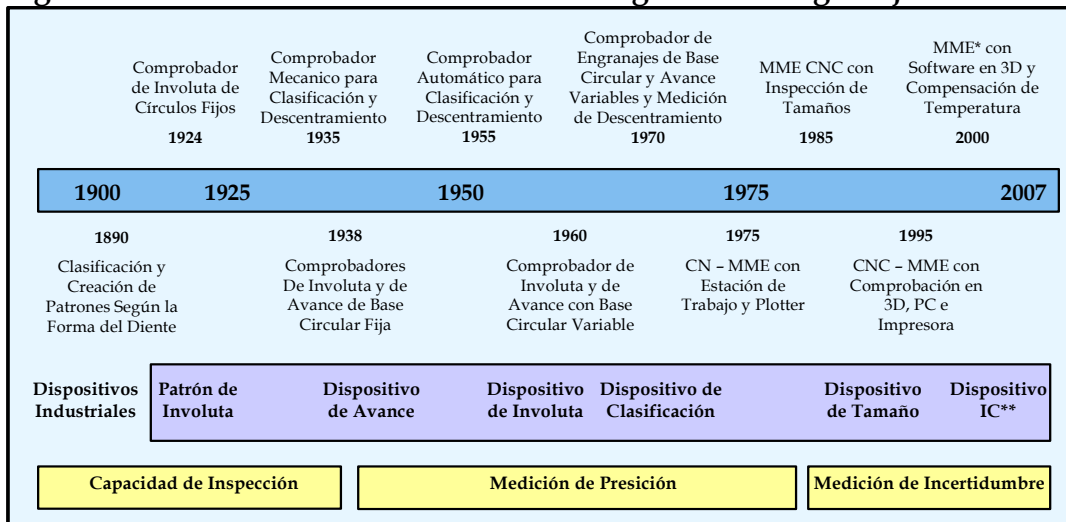 Comprobador
de Involuta de
Círculos Fijos
1924
Comprobador
Mecanico para
Clasificación y
Descentramiento
1935
Comprobador
Automático para
Clasificación y
Descentramiento
1955
Comprobador de
Engranajes de Base
Circular y Avance
Variables y Medición
de Descentramiento
1970
MME CNC con
Inspección de
Tamaños
1985
MME* con
Software en 3D y
Compensación de
Temperatura
2000
1900 1925 1950 1975 2007
1890
Clasificación y
Creación de
Patrones Según la
Forma del Diente
1938
Comprobadores
De Involuta y de
Avance de Base
Circular Fija
1960
Comprobador de
Involuta y de
Avance con Base
Circular Variable
1975
CN – MME con
Estación de
Trabajo y Plotter
1995
CNC – MME con
Comprobación en
3D, PC e
Impresora
Dispositivos
Industriales
Patrón de
Involuta
Dispositivo
de Avance
Dispositivo
de Involuta
Dispositivo de
Clasificación
Dispositivo
de Tamaño
Dispositivo
IC**
Capacidad de Inspección
Medición de Presición
Medición de Incertidumbre